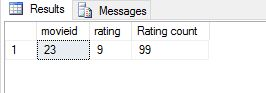 Results Messages
movieid rating Rating count
1 23 9 99